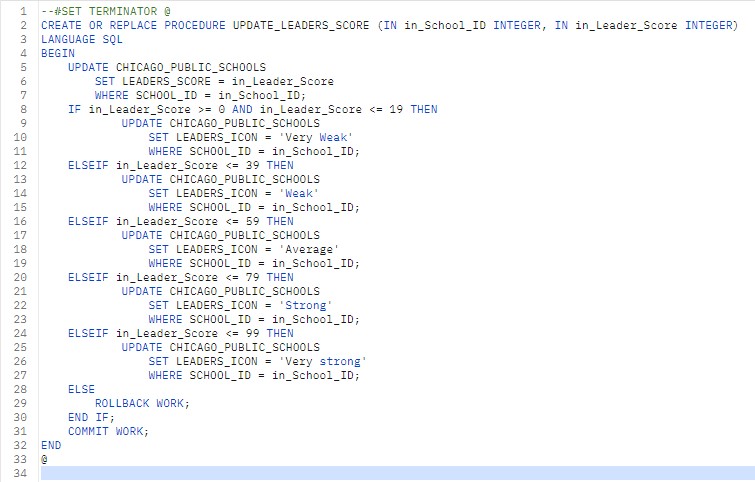 1 --#SET TERMINATOR @
2 CREATE OR REPLACE PROCEDURE UPDATE_LEADERS_SCORE (IN in_School_ID INTEGER, IN in_Leader_Score INTEGER)
3 LANGUAGE SQL
4 BEGIN
5     UPDATE CHICAGO_PUBLIC_SCHOOLS
6         SET LEADERS_SCORE = in_Leader_Score
7         WHERE SCHOOL_ID = in_School_ID;
8     IF in_Leader_Score >= 0 AND in_Leader_Score <= 19 THEN
9             UPDATE CHICAGO_PUBLIC_SCHOOLS
10                 SET LEADERS_ICON = 'Very Weak'
11                 WHERE SCHOOL_ID = in_School_ID;
12     ELSEIF in_Leader_Score <= 39 THEN
13             UPDATE CHICAGO_PUBLIC_SCHOOLS
14                 SET LEADERS_ICON = 'Weak'
15                 WHERE SCHOOL_ID = in_School_ID;
16     ELSEIF in_Leader_Score <= 59 THEN
17             UPDATE CHICAGO_PUBLIC_SCHOOLS
18                 SET LEADERS_ICON = 'Average'
19                 WHERE SCHOOL_ID = in_School_ID;
20     ELSEIF in_Leader_Score <= 79 THEN
21             UPDATE CHICAGO_PUBLIC_SCHOOLS
22                 SET LEADERS_ICON = 'Strong'
23                 WHERE SCHOOL_ID = in_School_ID;
24     ELSEIF in_Leader_Score <= 99 THEN
25             UPDATE CHICAGO_PUBLIC_SCHOOLS
26                 SET LEADERS_ICON = 'Very strong'
27                 WHERE SCHOOL_ID = in_School_ID;
28     ELSE
29         ROLLBACK WORK;
30     END IF;
31     COMMIT WORK;
32 END
33 @
34